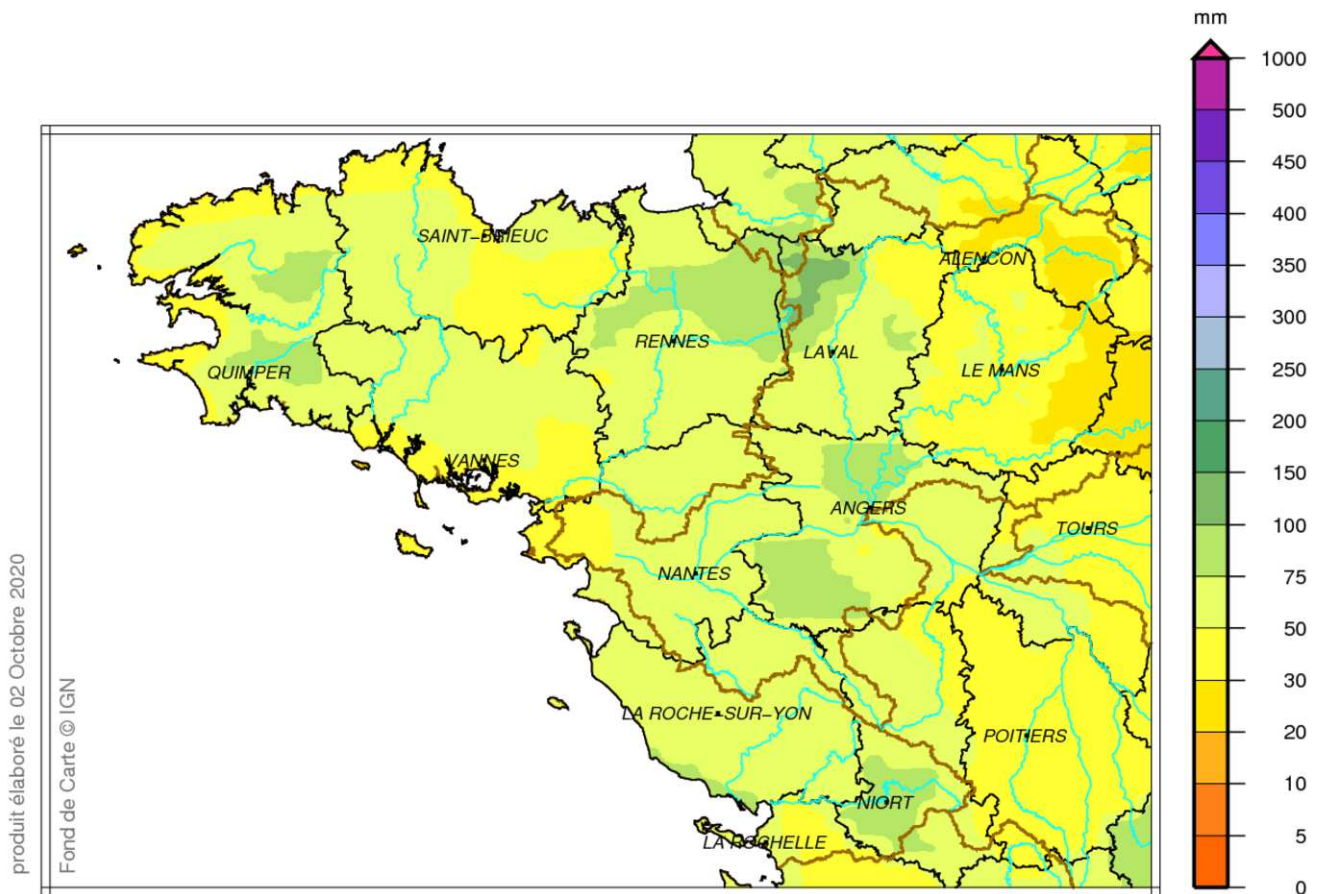 mm
1000
500
450
400
350
300
250
200
150
100
75
50
30
20
10
5
0
SAINT-BRIEUC
ALENCON
RENNES
LAVAL
QUIMPER
LE MANS
VANNES
ANGERS
TOURS
NANTES
LA ROCHE-SUR-YON
POITIERS
NIORT
LA ROCHELLE
produit élaboré le 02 Octobre 2020
Fond de Carte © IGN